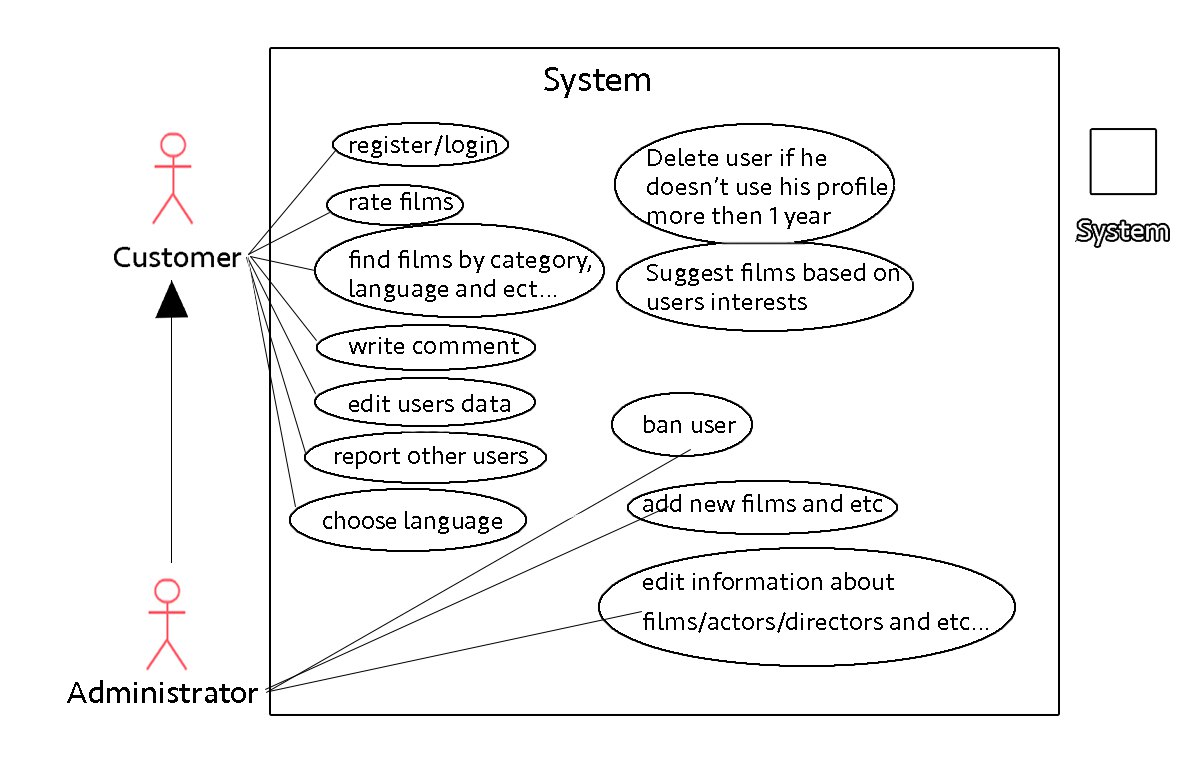 System
register/login
rate films
find films by category,
language and ect...
write comment
edit users data
report other users
choose language
Delete user if he
doesn't use his profile
more then 1 year
Suggest films based on
users interests
ban user
add new films and etc
edit information about
films/actors/directors and etc...
Customer
Administrator
System